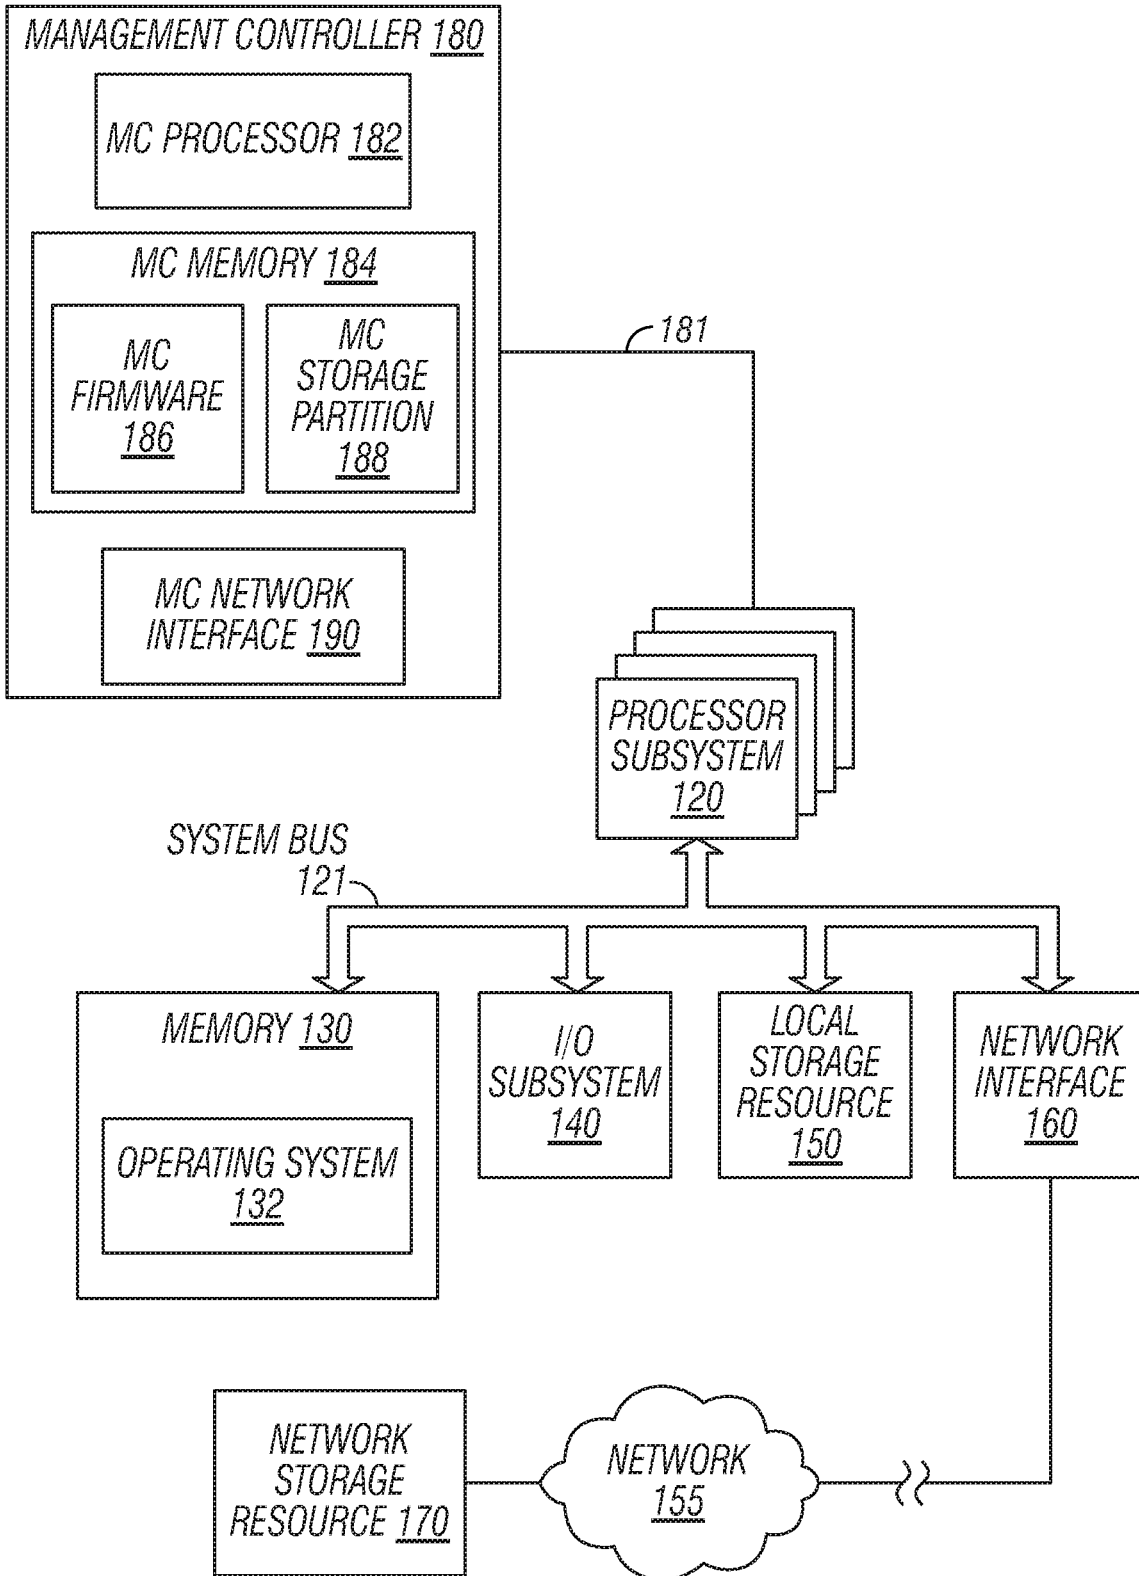 MANAGEMENT CONTROLLER 180
MC PROCESSOR 182
MC MEMORY 184
MC
FIRMWARE
186
MC
STORAGE
PARTITION
188
MC NETWORK
INTERFACE 190
181
PROCESSOR
SUBSYSTEM
120
SYSTEM BUS
121
MEMORY 130
OPERATING SYSTEM
132
I/O
SUBSYSTEM
140
LOCAL
STORAGE
RESOURCE
150
NETWORK
INTERFACE
160
NETWORK
STORAGE
RESOURCE 170
NETWORK
155